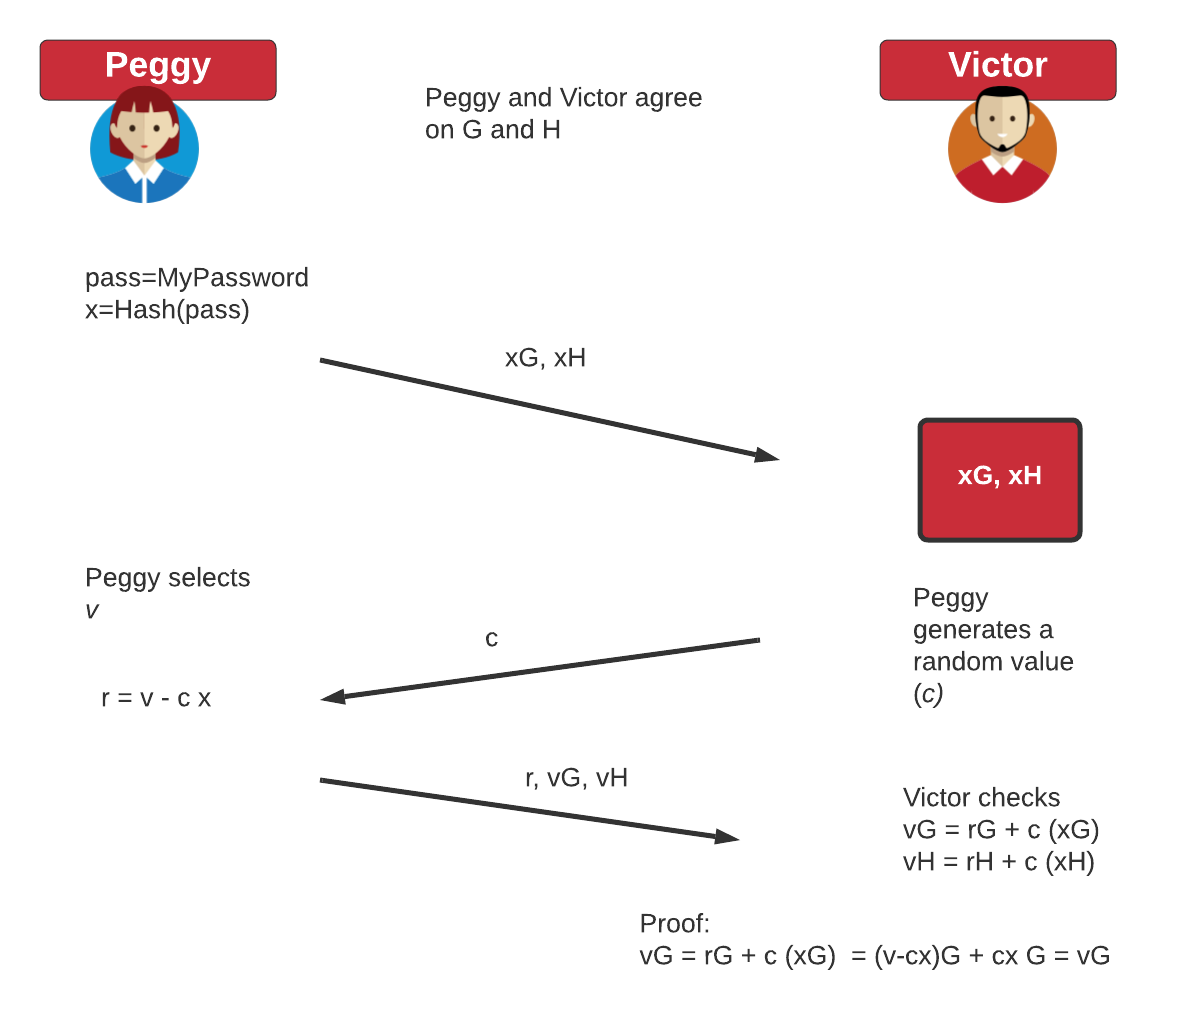 Peggy
Victor
Peggy and Victor agree
on G and H
pass=MyPassword
x=Hash(pass)
xG, xH
xG, xH
Peggy selects
v
Peggy
generates a
random value
(c)
c
r = v - c x
r, vG, vH
Victor checks
vG = rG + c (xG)
vH = rH + c (xH)
Proof:
vG = rG + c (xG)  = (v-cx)G + cx G = vG